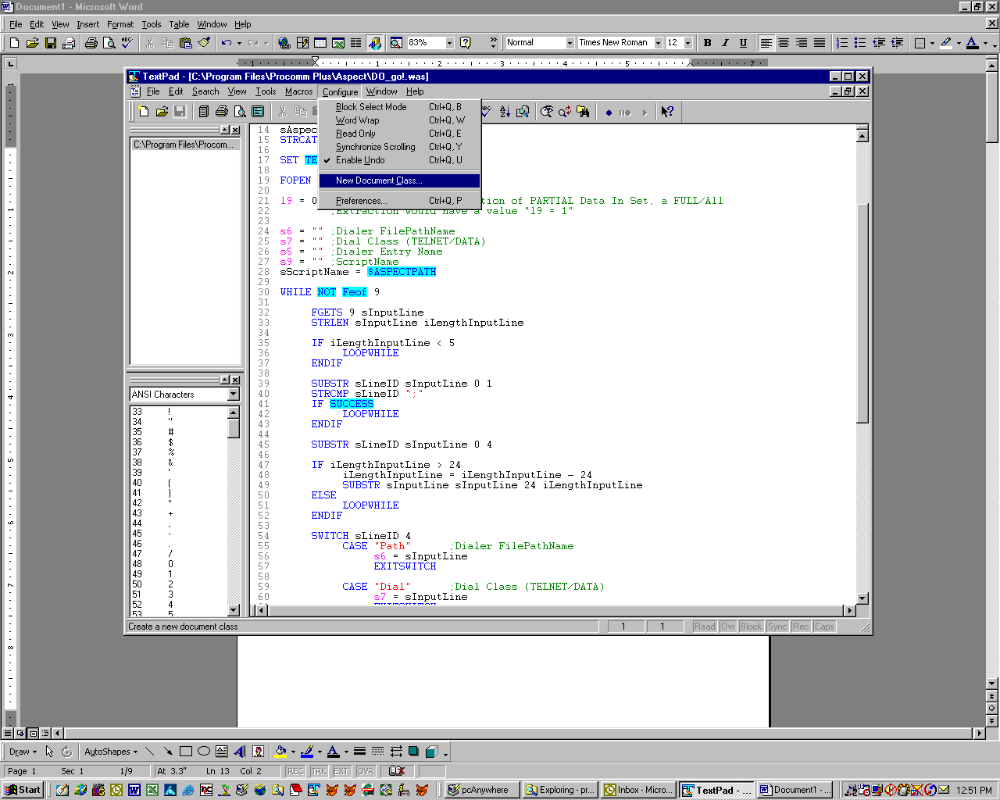 Document1 - Microsoft Word
File Edit View Insert Format Tools Table Window Help
83% Normal Times New Roman 12 B I U
1 1 2 3 4 5 6 7
TextPad - [C:\Program Files\Procomm Plus\Aspect\DO_go!.was]
File Edit Search View Tools Macros Configure Window Help
Block Select Mode Ctrl+Q, B
Word Wrap Ctrl+Q, W
Read Only Ctrl+Q, E
Synchronize Scrolling Ctrl+Q, Y
Enable Undo Ctrl+Q, U
New Document Class...
Preferences... Ctrl+Q, P
C:\Program Files\Procom...
ANSI Characters
33 !
34 "
35 #
36 $
37 %
38 &
39 '
40 (
41 )
42 *
43 +
44 ,
45 -
46 .
47 /
48 0
49 1
50 2
51 3
52 4
53 5
14 sAspec
15 STRCAT
16
17 SET TE
18
19 FOPEN
20
21 l9 = 0 tion of PARTIAL Data In Set, a FULL/All
22 ;Extraction would have a value "l9 = 1"
23
24 s6 = "" ;Dialer FilePathName
25 s7 = "" ;Dial Class (TELNET/DATA)
26 s5 = "" ;Dialer Entry Name
27 s9 = "" ;ScriptName
28 sScriptName = $ASPECTPATH
29
30 WHILE NOT Feof 9
31
32 FGETS 9 sInputLine
33 STRLEN sInputLine iLengthInputLine
34
35 IF iLengthInputLine < 5
36 LOOPWHILE
37 ENDIF
38
39 SUBSTR sLineID sInputLine 0 1
40 STRCMP sLineID ";"
41 IF SUCCESS
42 LOOPWHILE
43 ENDIF
44
45 SUBSTR sLineID sInputLine 0 4
46
47 IF iLengthInputLine > 24
48 iLengthInputLine = iLengthInputLine - 24
49 SUBSTR sInputLine sInputLine 24 iLengthInputLine
50 ELSE
51 LOOPWHILE
52 ENDIF
53
54 SWITCH sLineID 4
55 CASE "Path" ;Dialer FilePathName
56 s6 = sInputLine
57 EXITSWITCH
58
59 CASE "Dial" ;Dial Class (TELNET/DATA)
60 s7 = sInputLine
Create a new document class 1 1 Read Ovr Block Sync Rec Caps
Draw AutoShapes
Page 1 Sec 1 1/9 At 3.3" Ln 13 Col 2 REC TRK EXT OVR
Start pcAnywhere Exploring - pr... Inbox - Micro... TextPad - ... Document1 - ... 12:51 PM